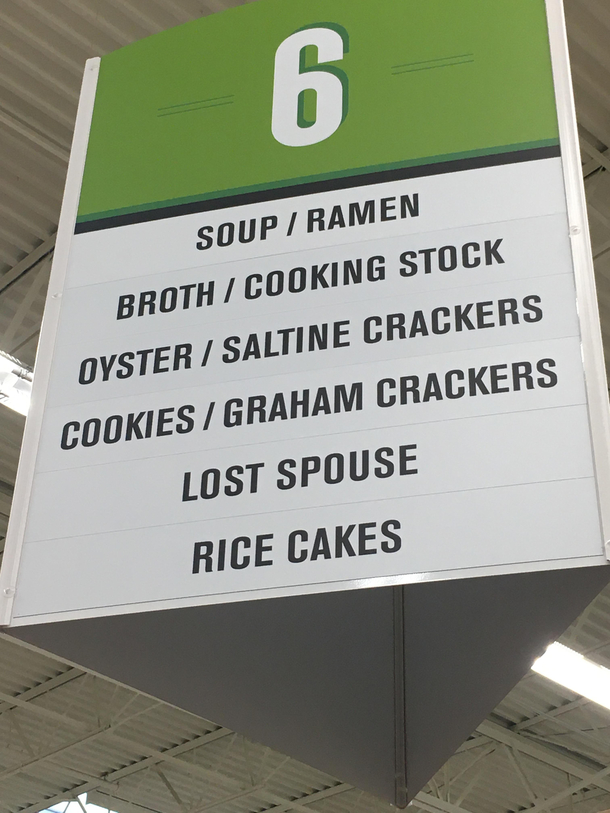 6
SOUP / RAMEN
BROTH / COOKING STOCK
OYSTER / SALTINE CRACKERS
COOKIES / GRAHAM CRACKERS
LOST SPOUSE
RICE CAKES